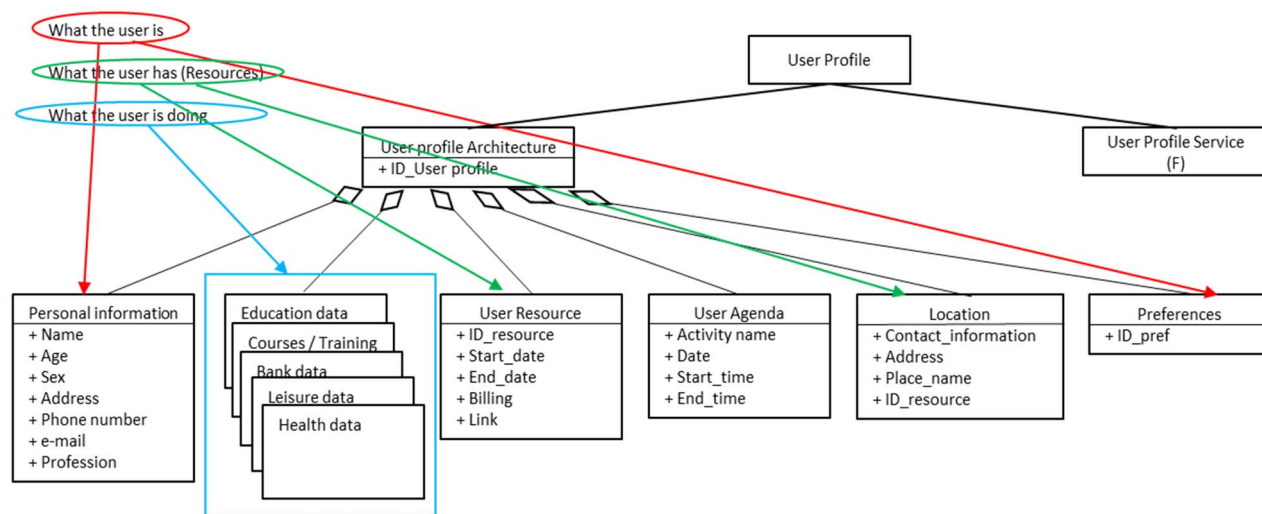 What the user is
What the user has (Resources)
What the user is doing
User Profile
User profile Architecture
+ ID_User profile
User Profile Service
(F)
Personal information
+ Name
+ Age
+ Sex
+ Address
+ Phone number
+ e-mail
+ Profession
Education data
Courses / Training
Bank data
Leisure data
Health data
User Resource
+ ID_resource
+ Start_date
+ End_date
+ Billing
+ Link
User Agenda
+ Activity name
+ Date
+ Start_time
+ End_time
Location
+ Contact_information
+ Address
+ Place_name
+ ID_resource
Preferences
+ ID_pref